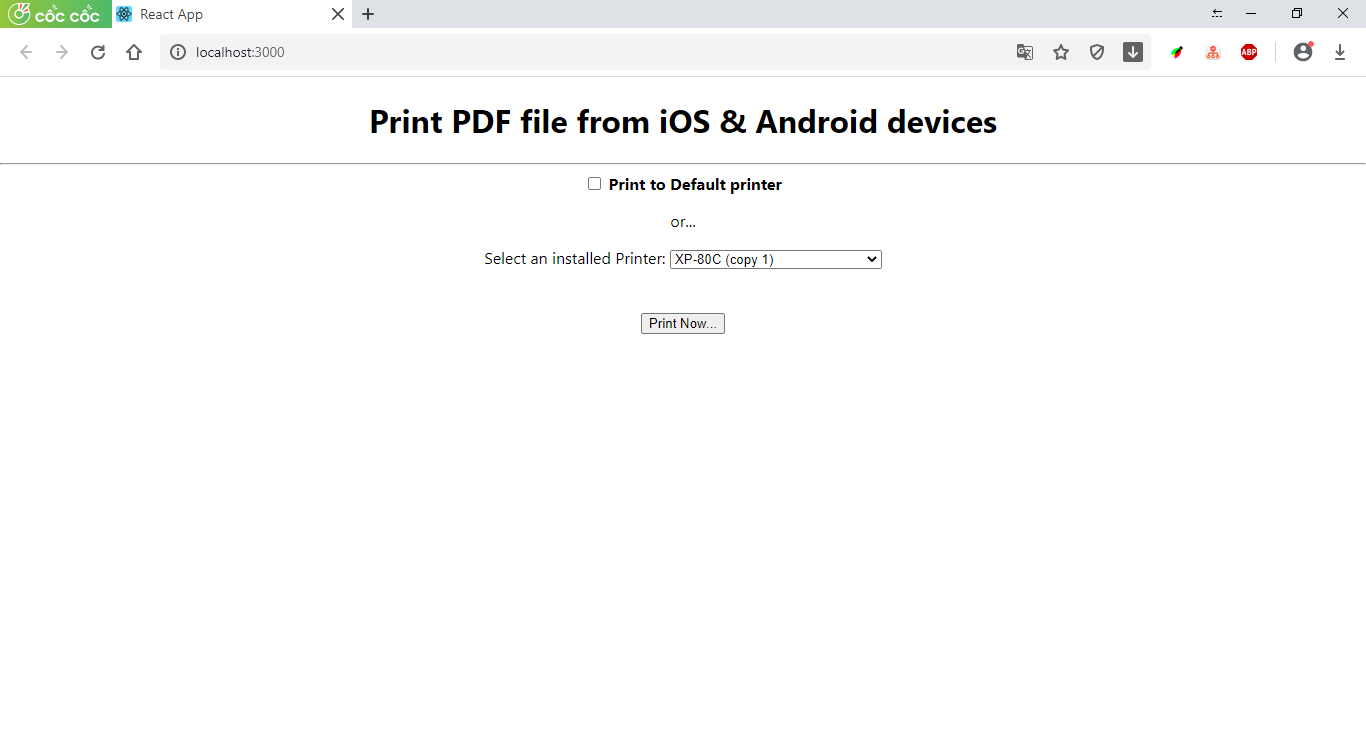 cốc cốc
React App
localhost:3000
ABP
Print PDF file from iOS & Android devices
Print to Default printer
or...
Select an installed Printer: XP-80C (copy 1)
Print Now...